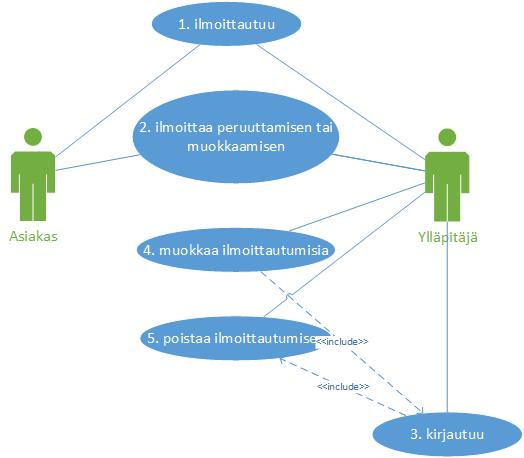 1. ilmoittautuu
2. ilmoittaa peruuttamisen tai
muokkaamisen
Asiakas
Ylläpitäjä
4. muokkaa ilmoittautumisia
5. poistaa ilmoittautumise
<<include>>
<<include>>
3. kirjautuu